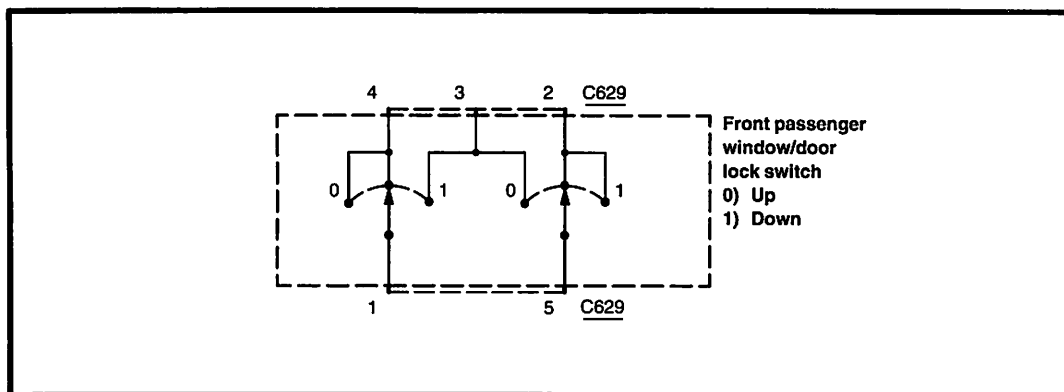 4 3 2 C629
Front passenger
window/door
lock switch
0) Up
1) Down
0 1 0 1
1 5 C629